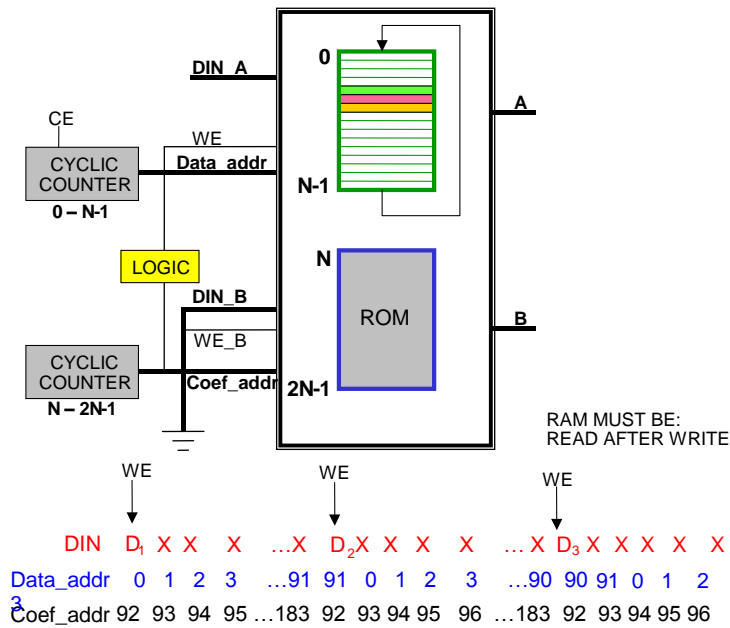 0
DIN_A
A
CE
WE
CYCLIC
COUNTER
Data_addr
N-1
0 – N-1
N
LOGIC
DIN_B
ROM
B
WE_B
CYCLIC
COUNTER
Coef_addr
2N-1
N – 2N-1
RAM MUST BE:
READ AFTER WRITE
WE WE WE
DIN D1 X X X ...X D2 X X X X ... X D3 X X X X X
Data_addr 0 1 2 3 ...91 91 0 1 2 3 ...90 90 91 0 1 2
3
Coef_addr 92 93 94 95 ...183 92 93 94 95 96 ...183 92 93 94 95 96